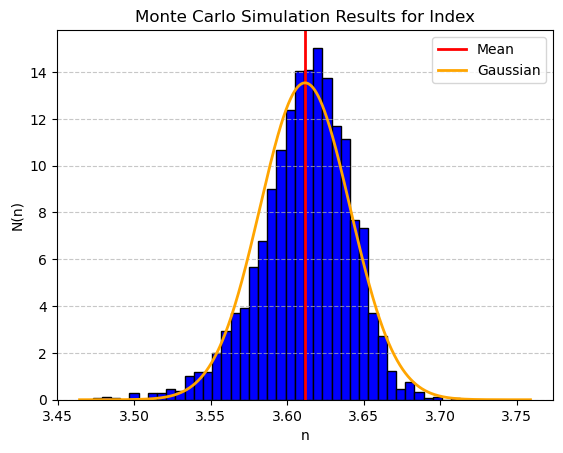 Monte Carlo Simulation Results for Index
Mean
Gaussian
N(n)
14
12
10
8
6
4
2
0
3.45 3.50 3.55 3.60 3.65 3.70 3.75
n